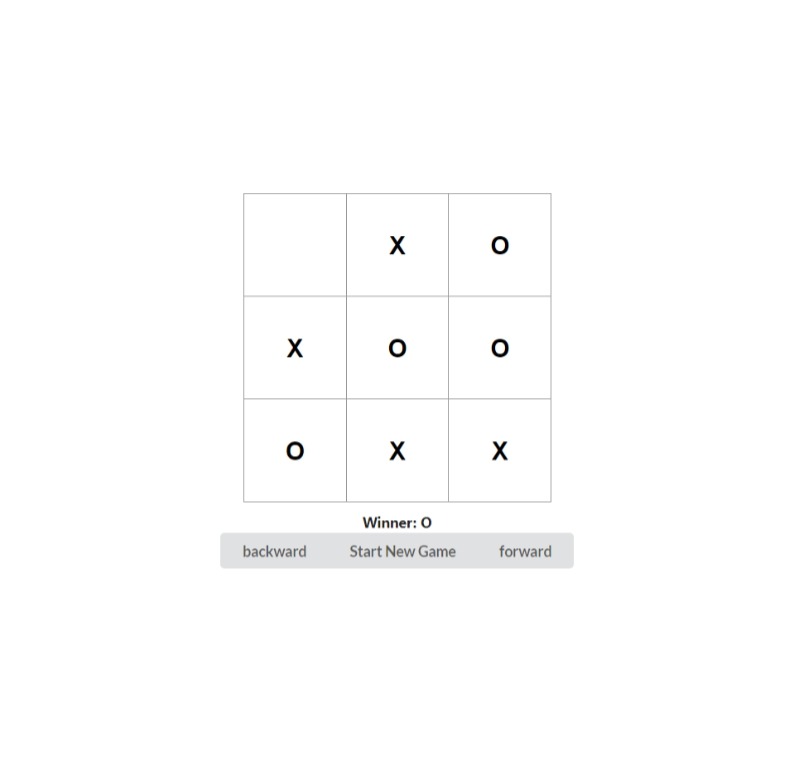 X O
X O O
O X X
Winner: O
backward Start New Game forward